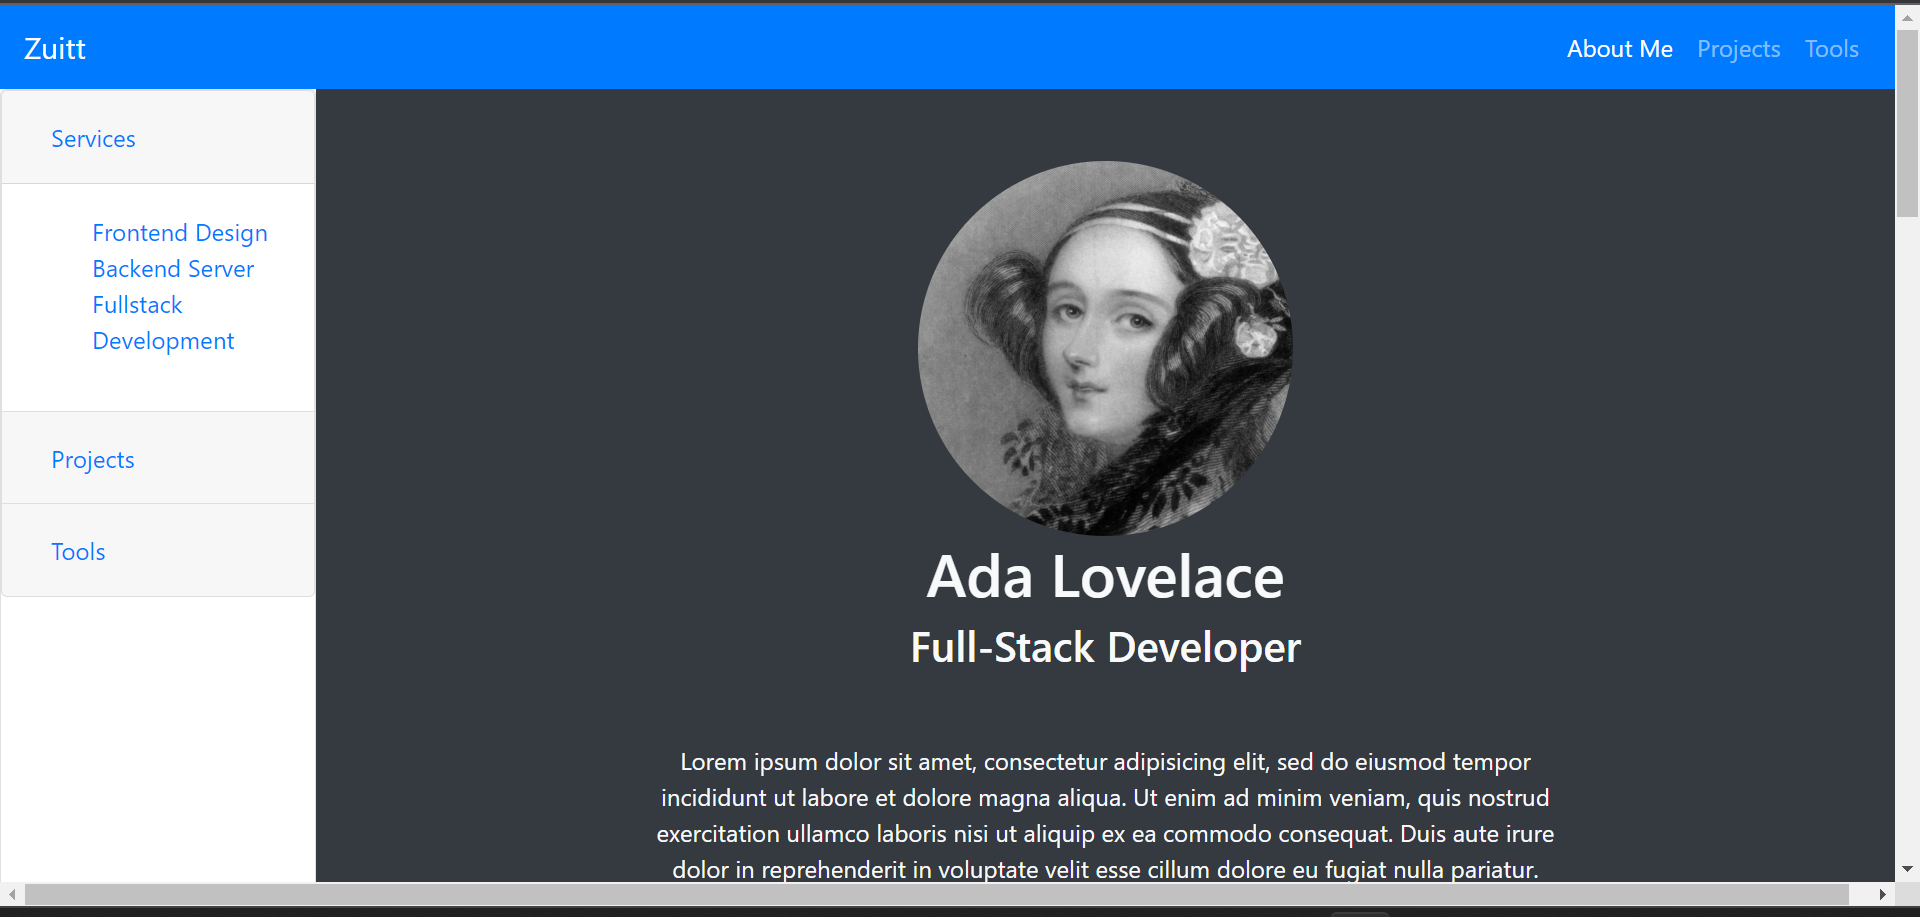 Zuitt
About Me
Projects
Tools
Services
Frontend Design
Backend Server
Fullstack
Development
Projects
Tools
Ada Lovelace
Full-Stack Developer
Lorem ipsum dolor sit amet, consectetur adipisicing elit, sed do eiusmod tempor
incididunt ut labore et dolore magna aliqua. Ut enim ad minim veniam, quis nostrud
exercitation ullamco laboris nisi ut aliquip ex ea commodo consequat. Duis aute irure
dolor in reprehenderit in voluptate velit esse cillum dolore eu fugiat nulla pariatur.